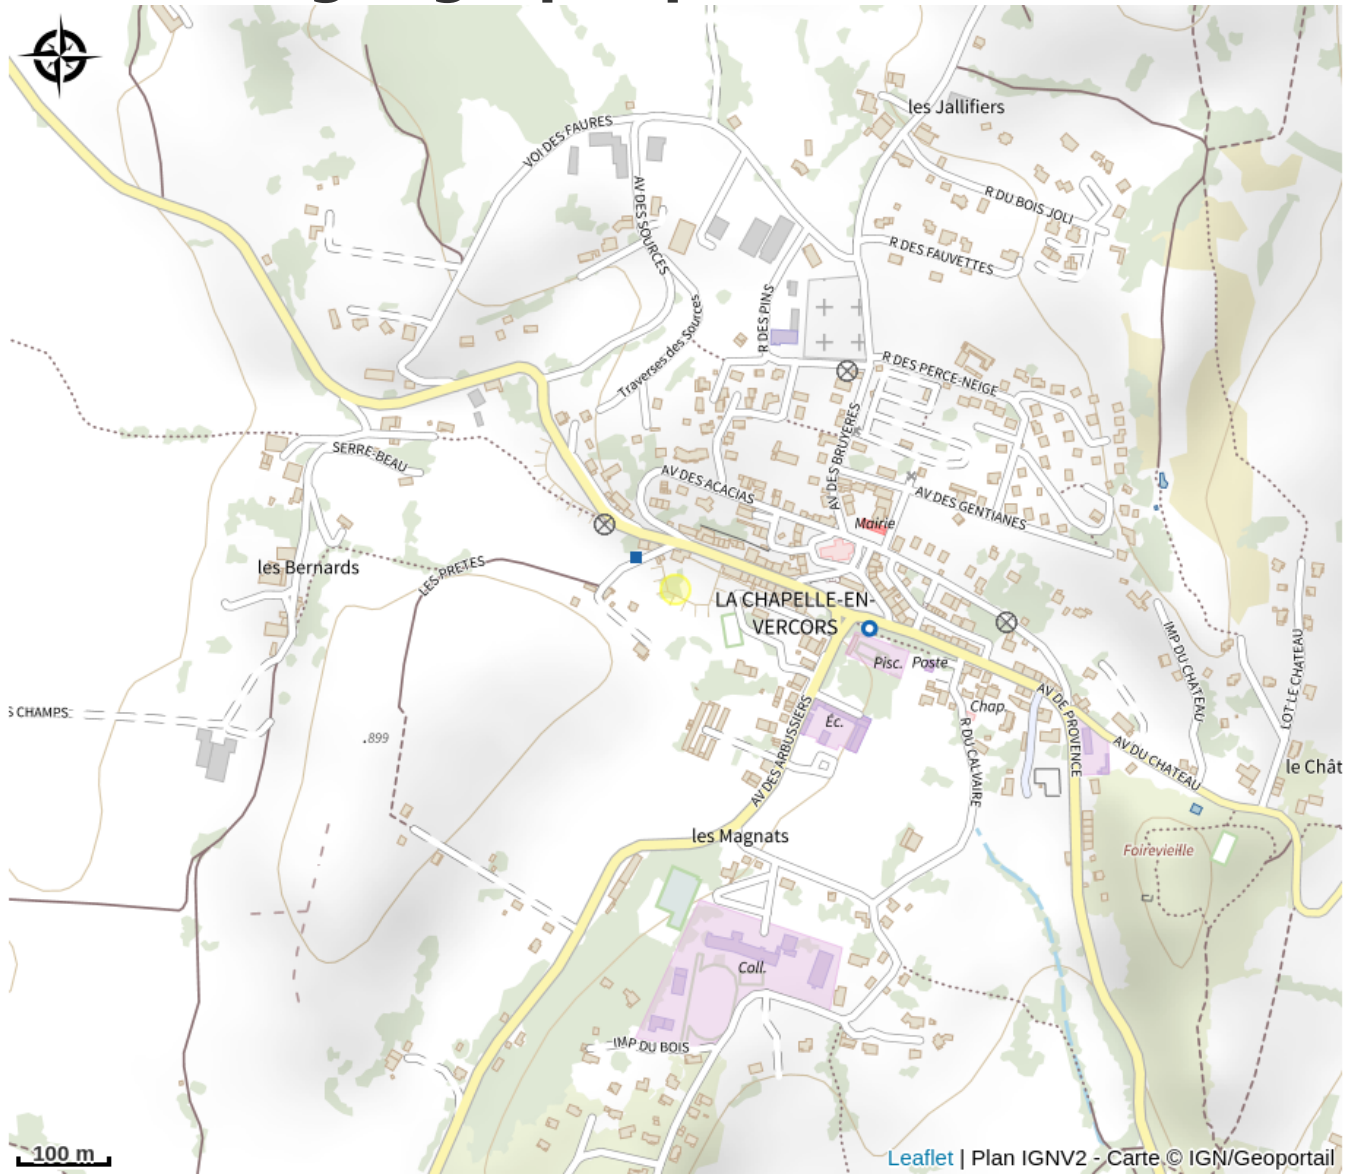 les Jallifiers
VOI DES FAURES
AV DES SOURCES
R DU BOIS JOLI
R DES FAUVETTES
R DES PINS
Traverses des Sources
R DES PERCE-NEIGE
SERRE-BEAU
AV DES ACACIAS
AV DES BRUYERES
AV DES GENTIANES
Mairie
les Bernards
LES PRETES
LA CHAPELLE-EN-
VERCORS
Pisc.
Poste
IMP DU CHATEAU
LOT LE CHATEAU
S CHAMPS
.899
Éc.
Chap.
AV DES ARBUSSIERS
R DU CALVAIRE
AV DE PROVENCE
AV DU CHATEAU
le Chât
les Magnats
Foirevieille
Coll.
IMP DU BOIS
100 m
Leaflet | Plan IGNV2 - Carte © IGN/Geoportail